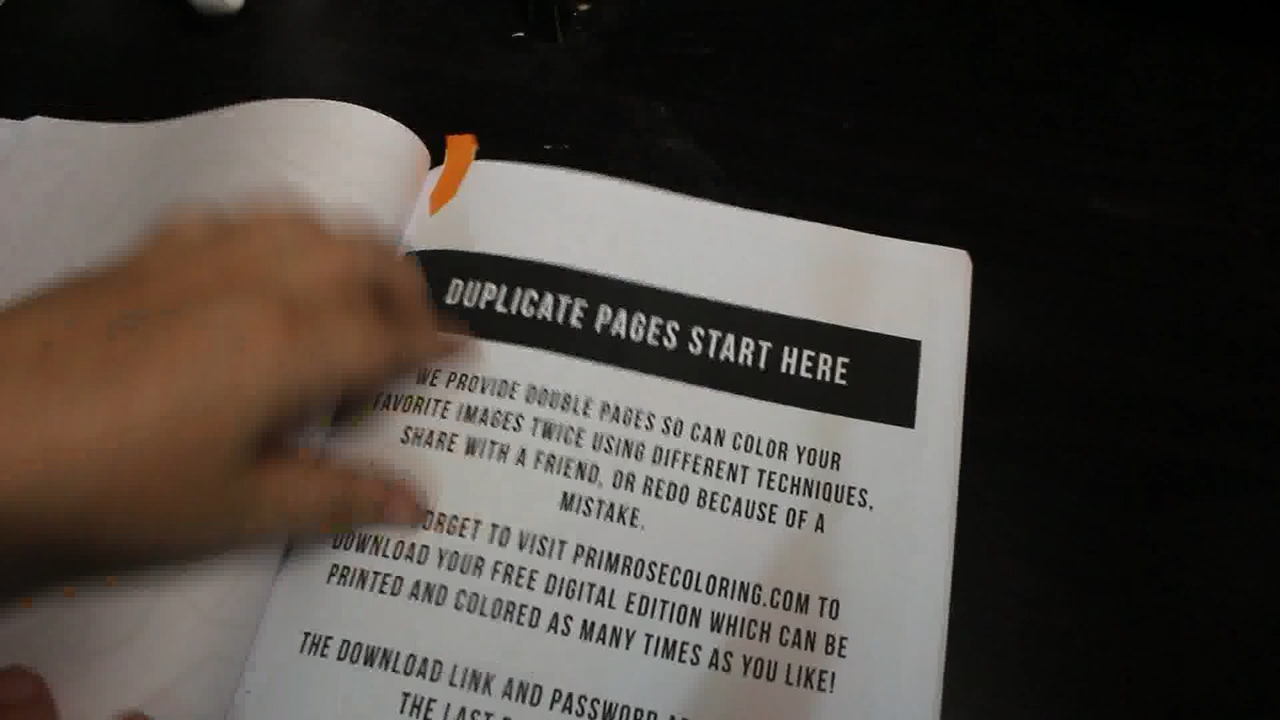 DUPLICATE PAGES START HERE
WE PROVIDE DOUBLE PAGES SO CAN COLOR YOUR
FAVORITE IMAGES TWICE USING DIFFERENT TECHNIQUES,
SHARE WITH A FRIEND, OR REDO BECAUSE OF A
MISTAKE.
ORGET TO VISIT PRIMROSECOLORING.COM TO
DOWNLOAD YOUR FREE DIGITAL EDITION WHICH CAN BE
PRINTED AND COLORED AS MANY TIMES AS YOU LIKE!
THE DOWNLOAD LINK AND PASSWORD
THE LAST